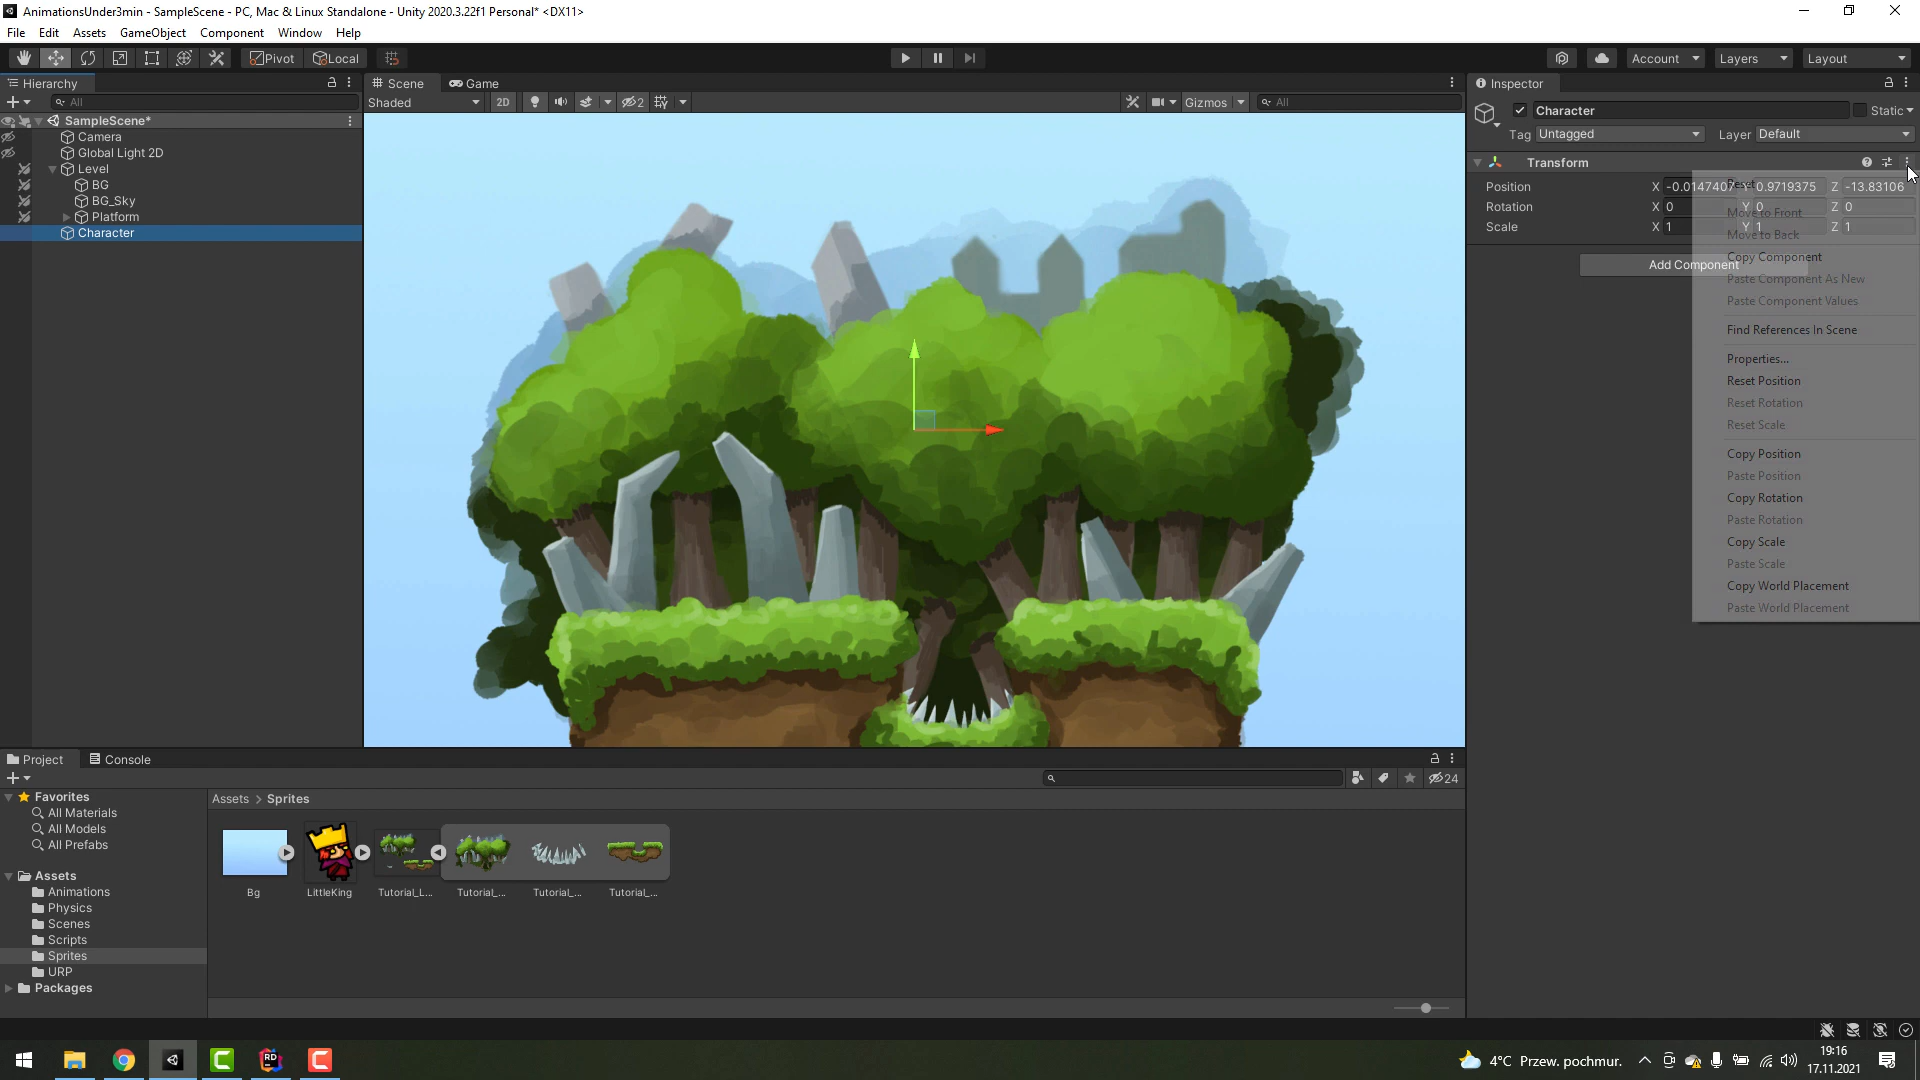 AnimationsUnder3min - SampleScene - PC, Mac & Linux Standalone - Unity 2020.3.22f1 Personal* <DX11>
File Edit Assets GameObject Component Window Help
Pivot Local Account Layers Layout
Hierarchy
All
SampleScene*
Camera
Global Light 2D
Level
BG
BG_Sky
Platform
Character
Scene Game
Shaded 2D 2 Gizmos All
Inspector
Character Static
Tag Untagged Layer Default
Transform
Position X -0.0147407 Y 0.9719375 Z -13.83106
Rotation X 0 Y 0 Z 0
Scale X 1 Y 1 Z 1
Add Component
Reset
Move to Front
Move to Back
Copy Component
Paste Component As New
Paste Component Values
Find References In Scene
Properties...
Reset Position
Reset Rotation
Reset Scale
Copy Position
Paste Position
Copy Rotation
Paste Rotation
Copy Scale
Paste Scale
Copy World Placement
Paste World Placement
Project Console
24
Favorites
All Materials
All Models
All Prefabs
Assets
Animations
Physics
Scenes
Scripts
Sprites
URP
Packages
Assets > Sprites
Bg LittleKing Tutorial_L... Tutorial_... Tutorial_... Tutorial_...
RD
4°C Przew. pochmur.
19:16
17.11.2021